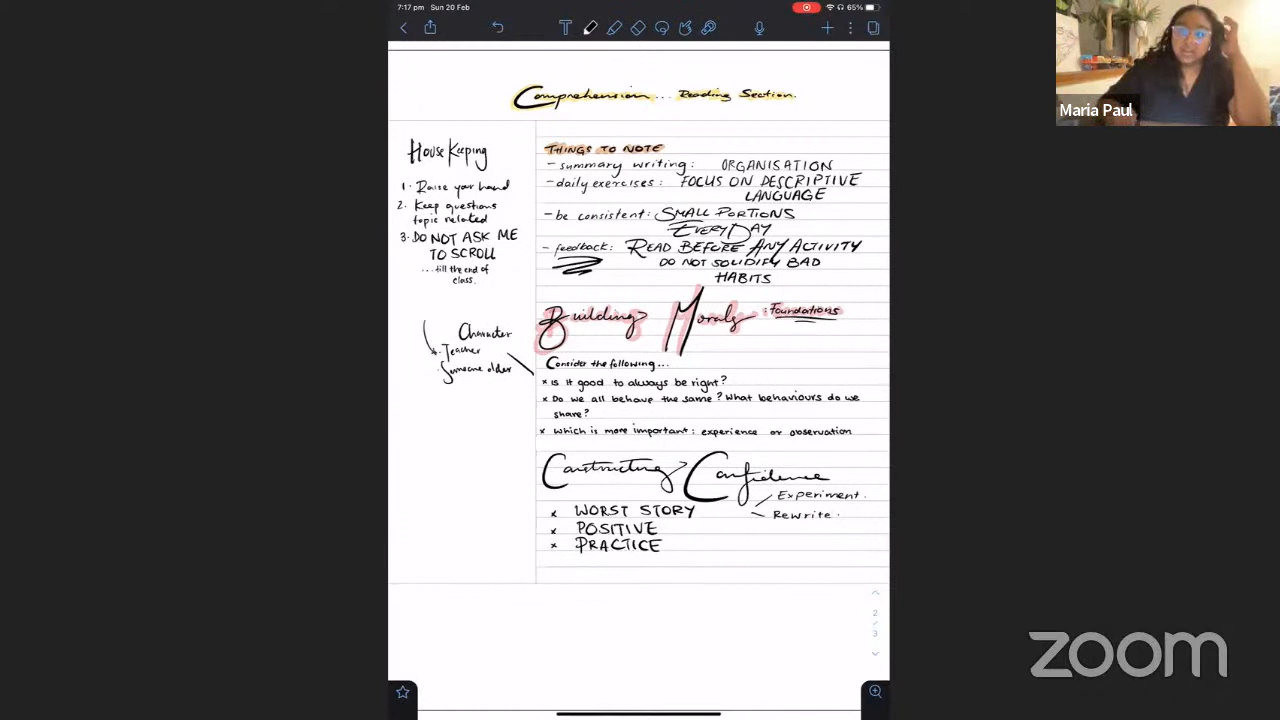 7:17 pm Sun 20 Feb
65%
Comprehension... Reading Section.
House Keeping
1. Raise your hand
2. Keep questions
topic related
3. DO NOT ASK ME
TO SCROLL
...till the end of
class.
Character
Teacher
Someone older
THINGS TO NOTE
- summary writing: ORGANISATION
- daily exercises: FOCUS ON DESCRIPTIVE
LANGUAGE
- be consistent: SMALL PORTIONS
EVERY DAY
- feedback: READ BEFORE ANY ACTIVITY
DO NOT SOLIDIFY BAD
HABITS
Building Morals : Foundations
Consider the following...
x Is it good to always be right?
x Do we all behave the same? What behaviours do we
share?
x Which is more important: experience or observation
Constructing Confidence
Experiment.
Rewrite.
x WORST STORY
x POSITIVE
x PRACTICE
2
/
3
Maria Paul
zoom